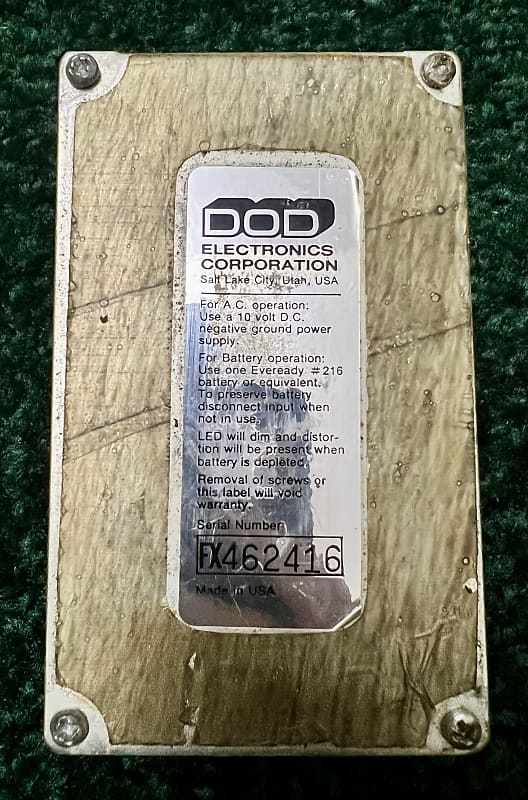 DOD
ELECTRONICS
CORPORATION
Salt Lake City, Utah, USA
For A.C. operation:
Use a 10 volt D.C.
negative ground power
supply.
For Battery operation:
Use one Eveready #216
battery or equivalent.
To preserve battery
disconnect input when
not in use.
LED will dim and distor-
tion will be present when
battery is depleted.
Removal of screws or
this label will void
warranty.
Serial Number:
FX462416
Made in USA